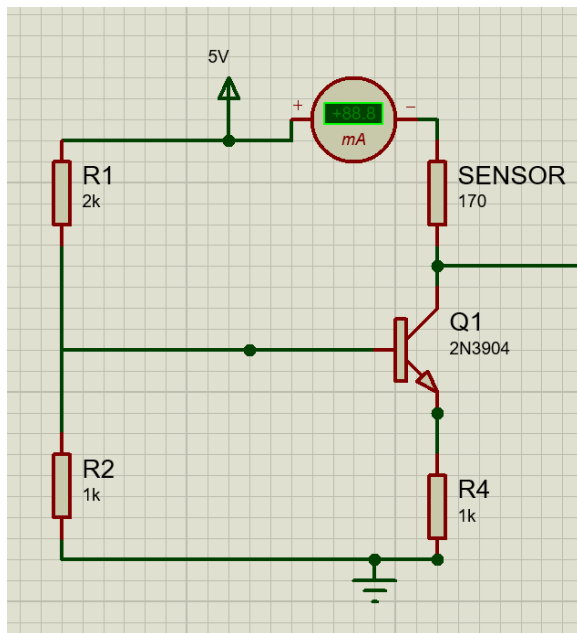 5V
+
+88.8
-
mA
R1
2k
SENSOR
170
Q1
2N3904
R2
1k
R4
1k